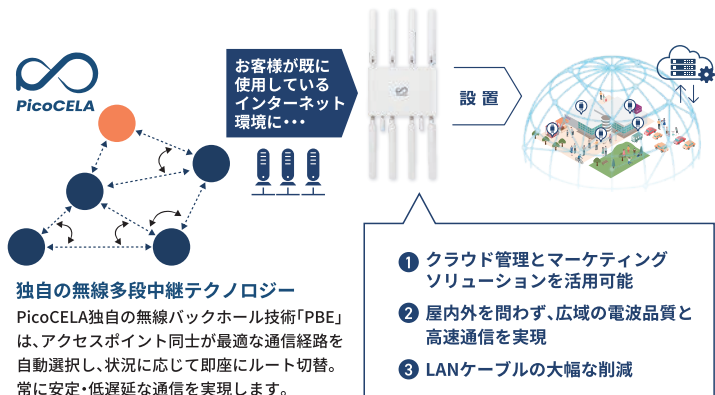 PicoCELA
お客様が既に
使用している
インターネット
環境に・・・
設置
独自の無線多段中継テクノロジー
PicoCELA独自の無線バックホール技術「PBE」
は、アクセスポイント同士が最適な通信経路を
自動選択し、状況に応じて即座にルート切替。
常に安定・低遅延な通信を実現します。
1 クラウド管理とマーケティング
ソリューションを活用可能
2 屋内外を問わず、広域の電波品質と
高速通信を実現
3 LANケーブルの大幅な削減